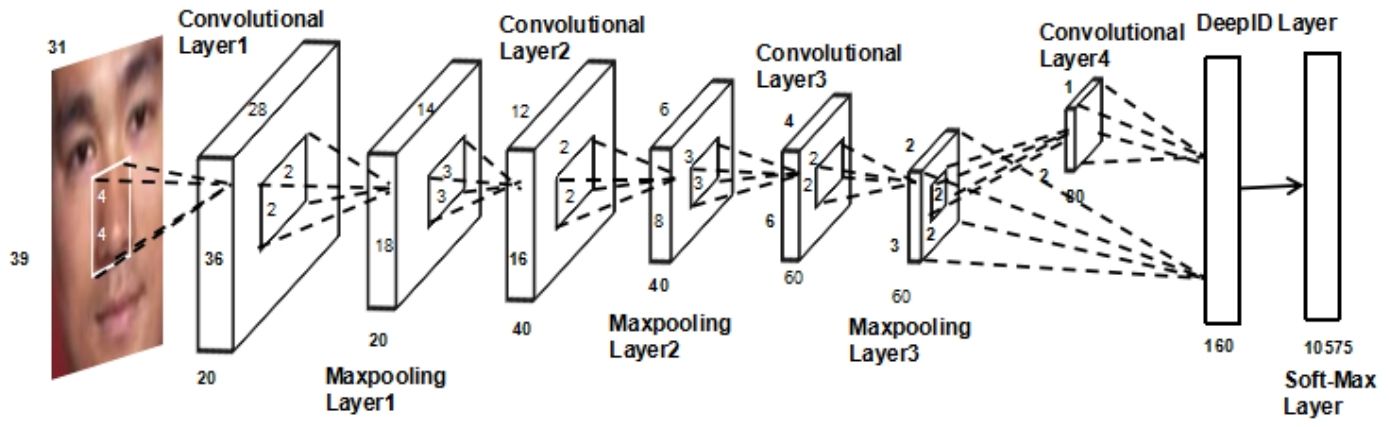 31
39
4
4
Convolutional
Layer1
28
36
20
2
2
14
18
20
Maxpooling
Layer1
3
3
Convolutional
Layer2
12
16
40
2
2
6
8
40
Maxpooling
Layer2
3
3
Convolutional
Layer3
4
6
60
2
2
2
3
60
Maxpooling
Layer3
2
2
Convolutional
Layer4
1
2
80
DeepID Layer
160
10575
Soft-Max
Layer